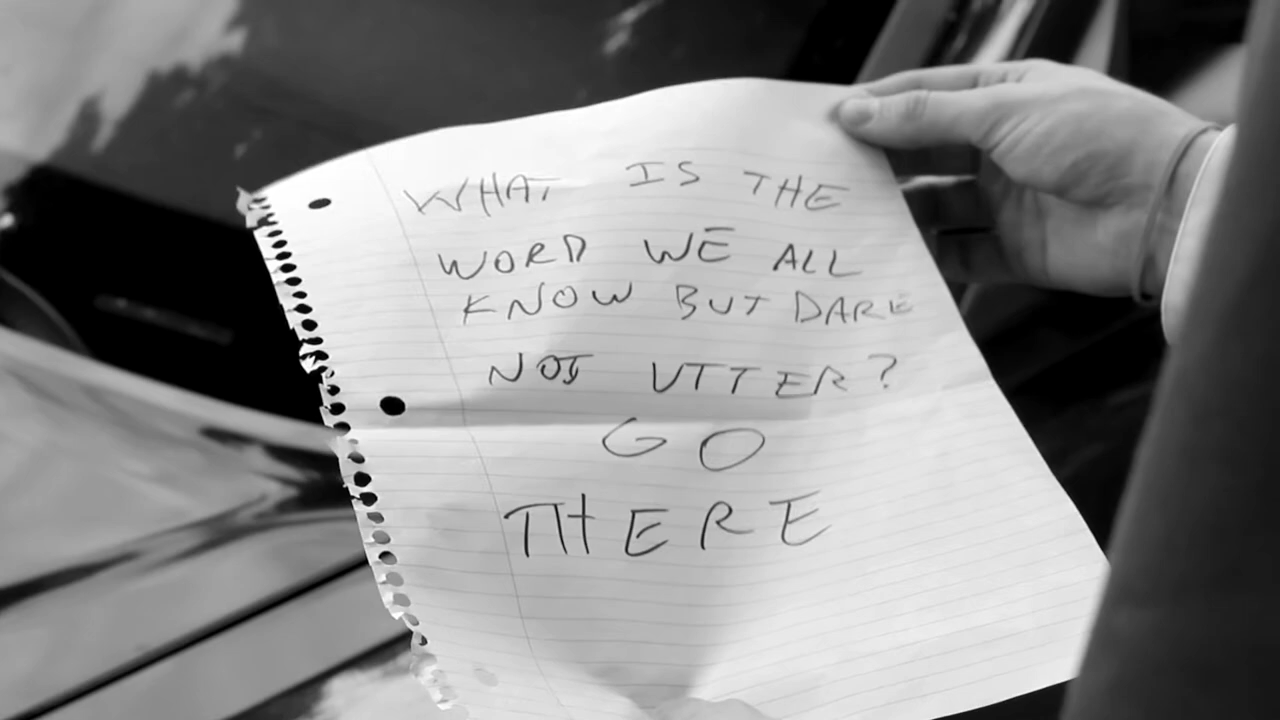 WHAT IS THE
WORD WE ALL
KNOW BUT DARE
NOT UTTER?
GO
THERE